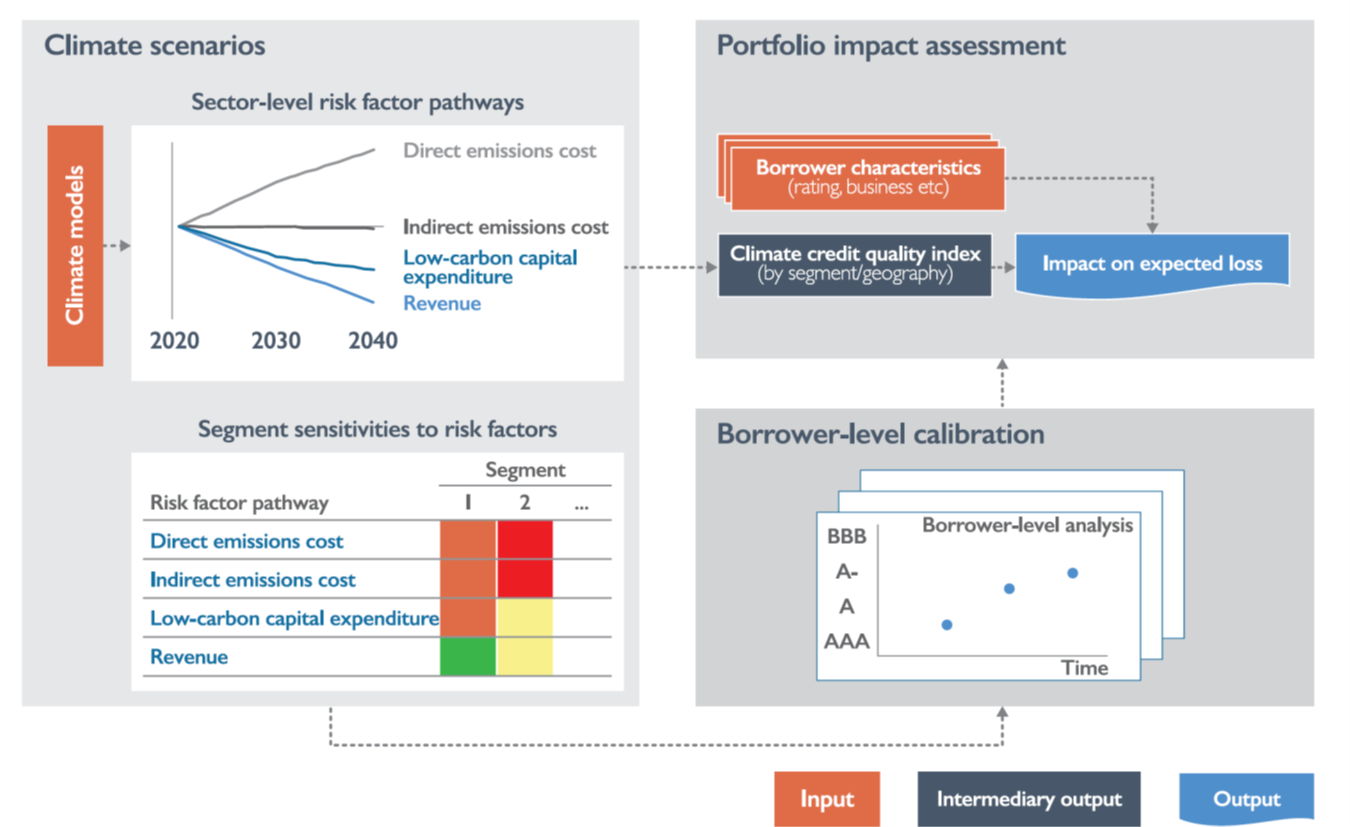 Climate scenarios
Sector-level risk factor pathways
Climate models
Direct emissions cost
Indirect emissions cost
Low-carbon capital
expenditure
Revenue
2020 2030 2040
Segment sensitivities to risk factors
Segment
Risk factor pathway 1 2 ...
Direct emissions cost
Indirect emissions cost
Low-carbon capital expenditure
Revenue
Portfolio impact assessment
Borrower characteristics
(rating, business etc)
Climate credit quality index
(by segment/geography)
Impact on expected loss
Borrower-level calibration
Borrower-level analysis
BBB
A-
A
AAA
Time
Input
Intermediary output
Output